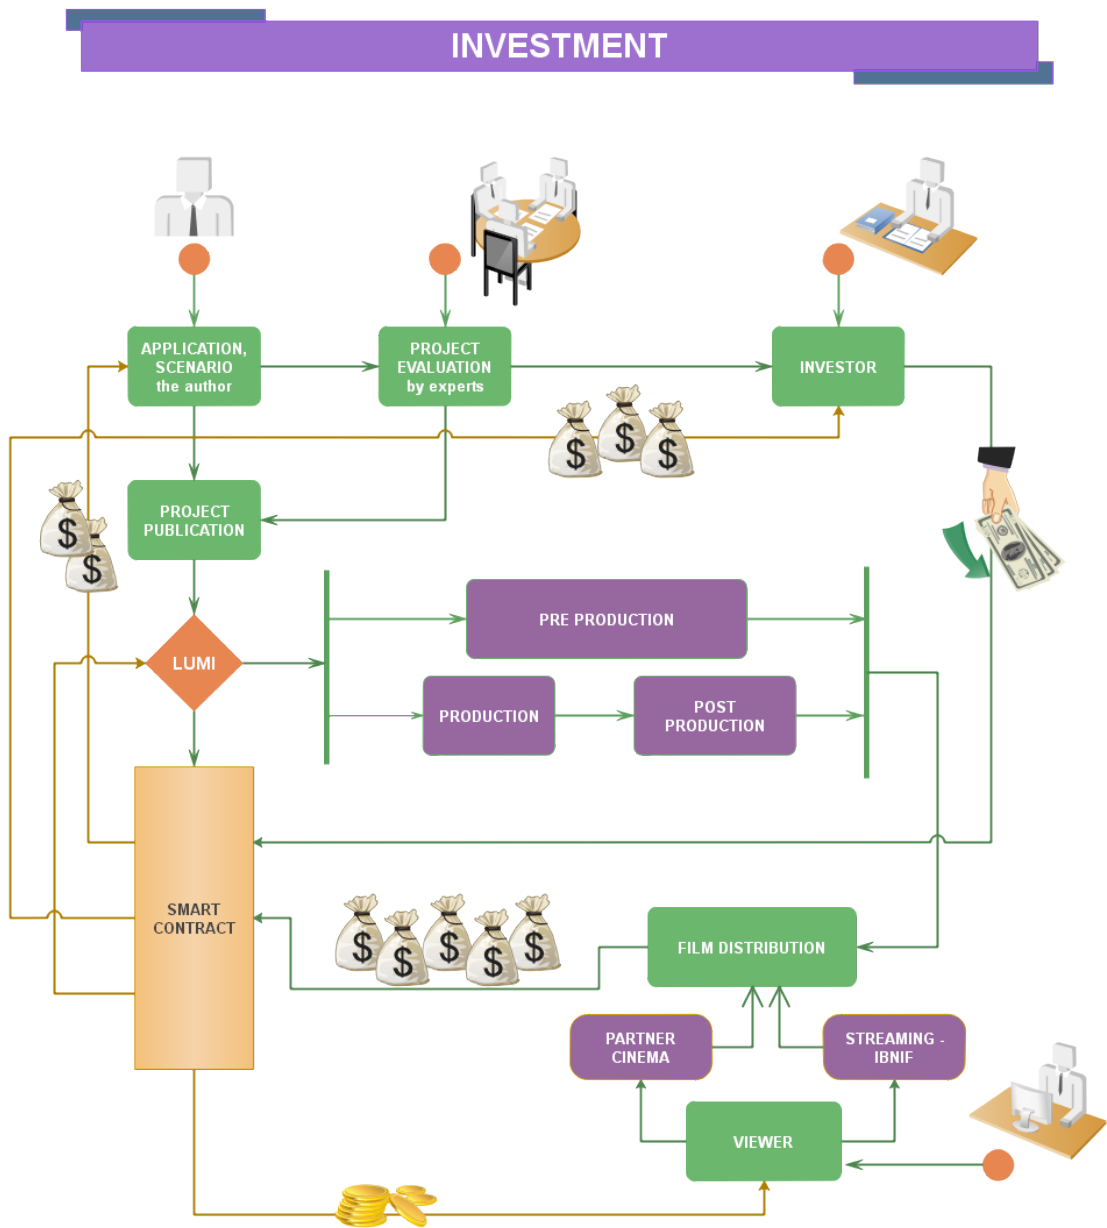 INVESTMENT
APPLICATION,
SCENARIO
the author
PROJECT
EVALUATION
by experts
INVESTOR
$
$
$
PROJECT
PUBLICATION
$
$
LUMI
PRE PRODUCTION
PRODUCTION
POST
PRODUCTION
SMART
CONTRACT
$
$
$
$
$
FILM DISTRIBUTION
PARTNER
CINEMA
STREAMING -
IBNIF
VIEWER